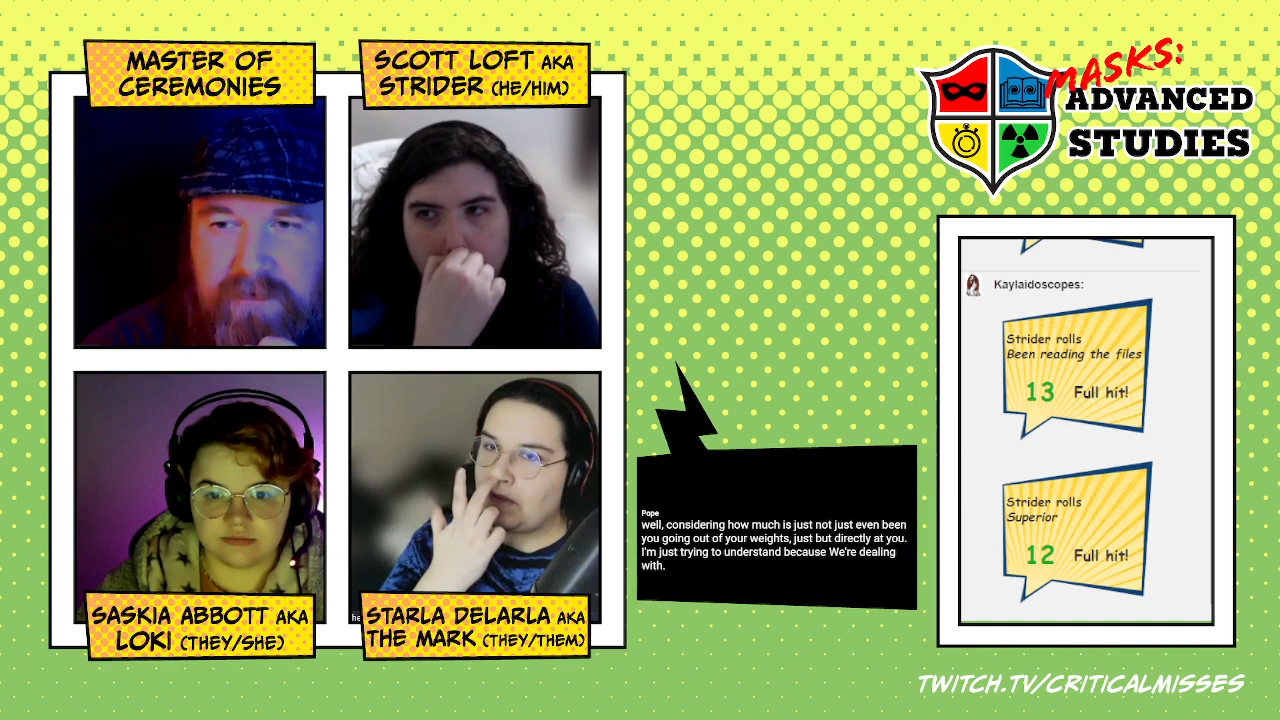 MASTER OF
CEREMONIES
SCOTT LOFT AKA
STRIDER (HE/HIM)
SASKIA ABBOTT AKA
LOKI (THEY/SHE)
he
STARLA DELARLA AKA
THE MARK (THEY/THEM)
Pope
well, considering how much is just not just even been
you going out of your weights, just but directly at you.
I'm just trying to understand because We're dealing
with.
MASKS:
ADVANCED
STUDIES
Kaylaidoscopes:
Strider rolls
Been reading the files
13 Full hit!
Strider rolls
Superior
12 Full hit!
TWITCH.TV/CRITICALMISSES